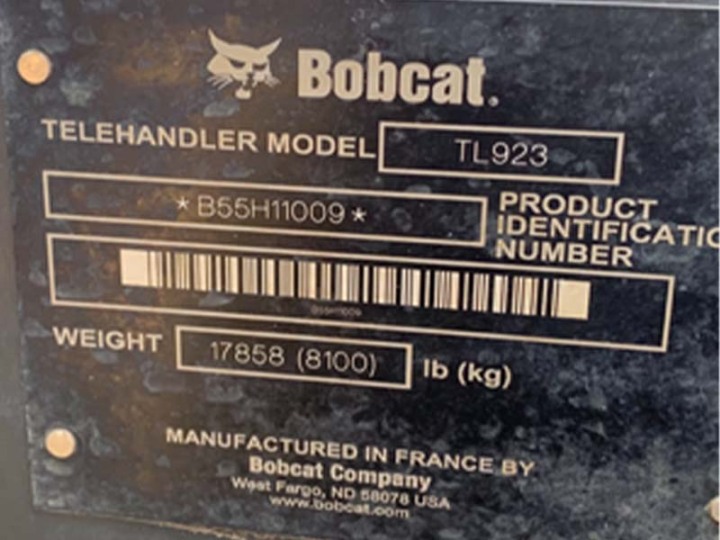 Bobcat.
TELEHANDLER MODEL TL923
*B55H11009*
PRODUCT
IDENTIFICATIO
NUMBER
B55H11009
WEIGHT 17858 (8100) lb (kg)
MANUFACTURED IN FRANCE BY
Bobcat Company
West Fargo, ND 58078 USA
www.bobcat.com